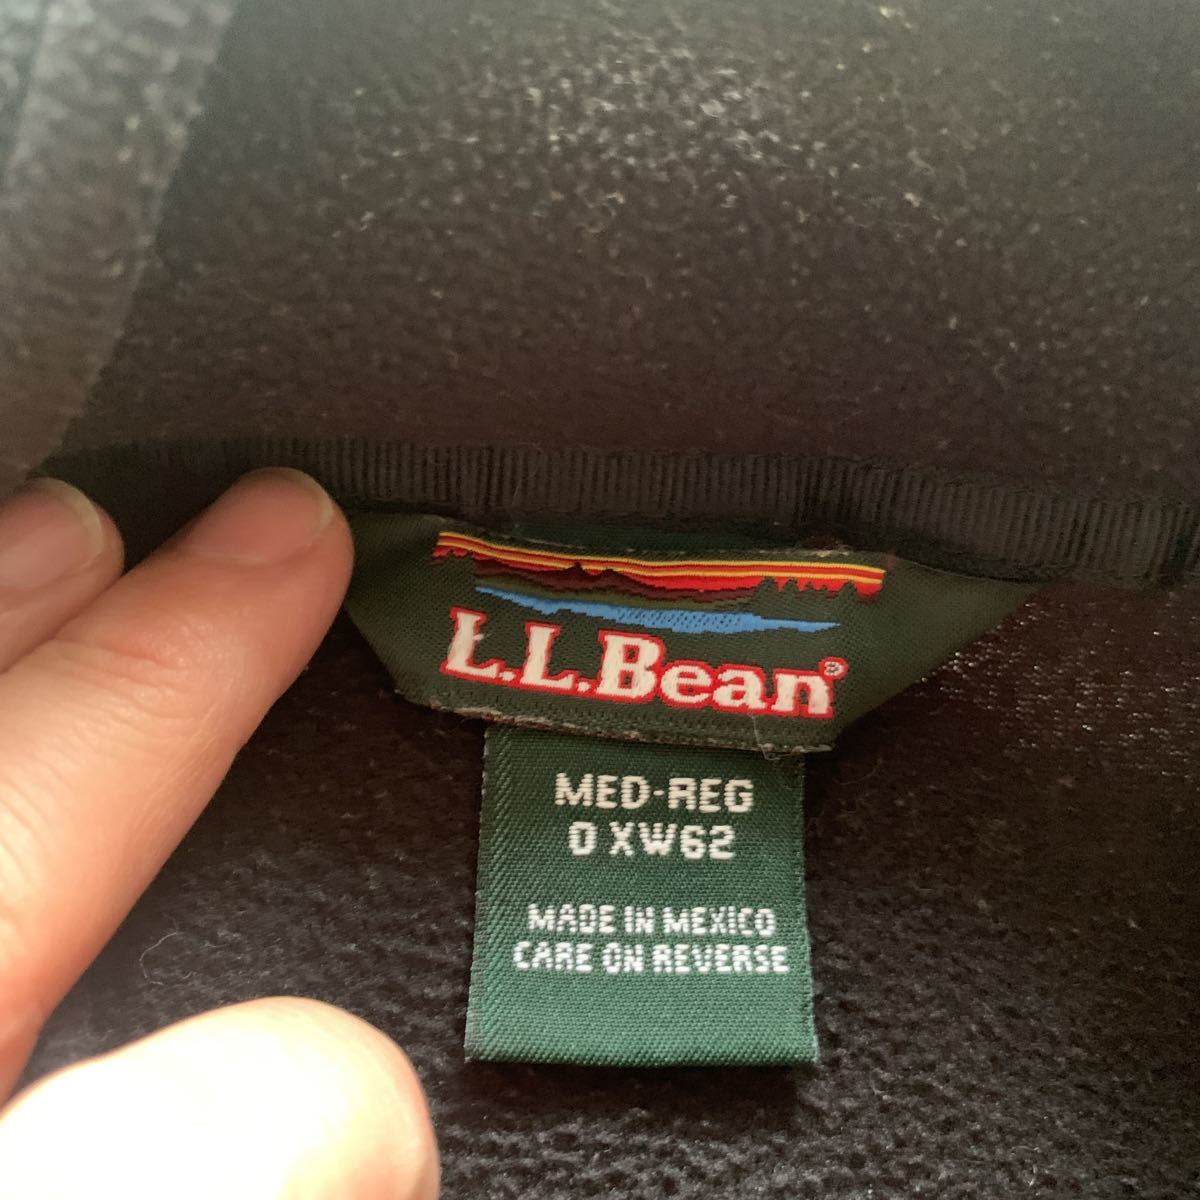 L.L.Bean®
MED-REG
0 XW62
MADE IN MEXICO
CARE ON REVERSE